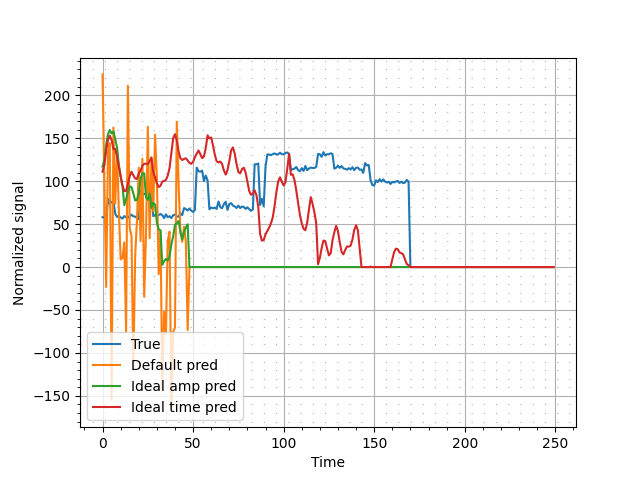 Normalized signal
200
150
100
50
0
−50
−100
−150
True
Default pred
Ideal amp pred
Ideal time pred
0
50
100
150
200
250
Time